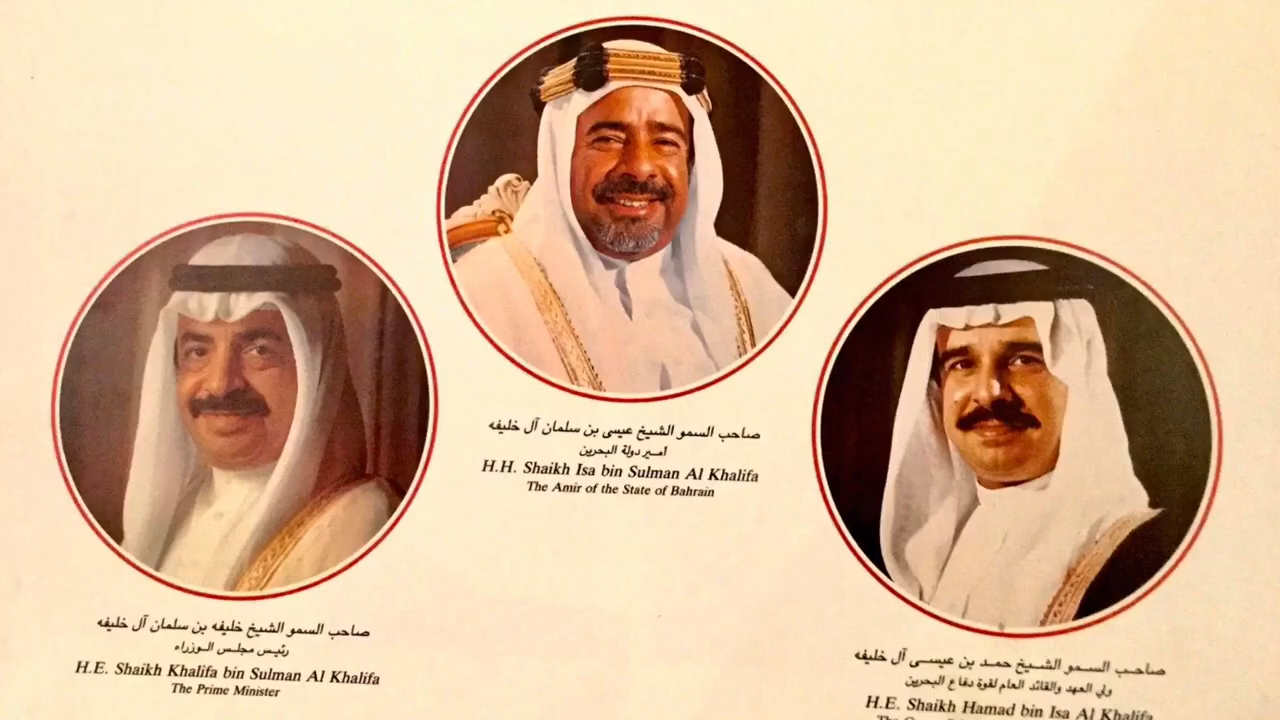 صاحب السمو الشيخ عيسى بن سلمان آل خليفه
أمير دولة البحرين
H.H. Shaikh Isa bin Sulman Al Khalifa
The Amir of the State of Bahrain
صاحب السمو الشيخ خليفه بن سلمان آل خليفه
رئيس مجلس الوزراء
H.E. Shaikh Khalifa bin Sulman Al Khalifa
The Prime Minister
صاحب السمو الشيخ حمد بن عيسى آل خليفه
ولي العهد والقائد العام لقوة دفاع البحرين
H.E. Shaikh Hamad bin Isa Al Khalifa